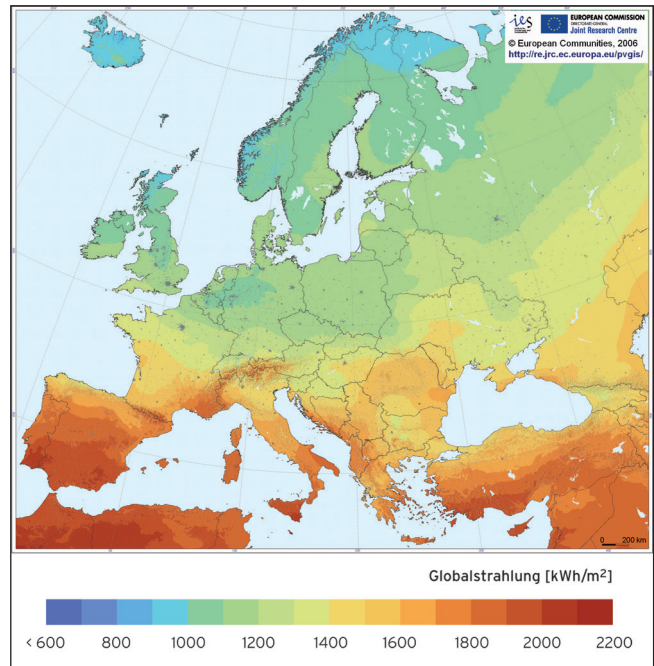 ies
EUROPEAN COMMISSION
DIRECTORATE-GENERAL
Joint Research Centre
© European Communities, 2006
http://re.jrc.ec.europa.eu/pvgis/
0 200 km
Globalstrahlung [kWh/m²]
< 600 800 1000 1200 1400 1600 1800 2000 2200